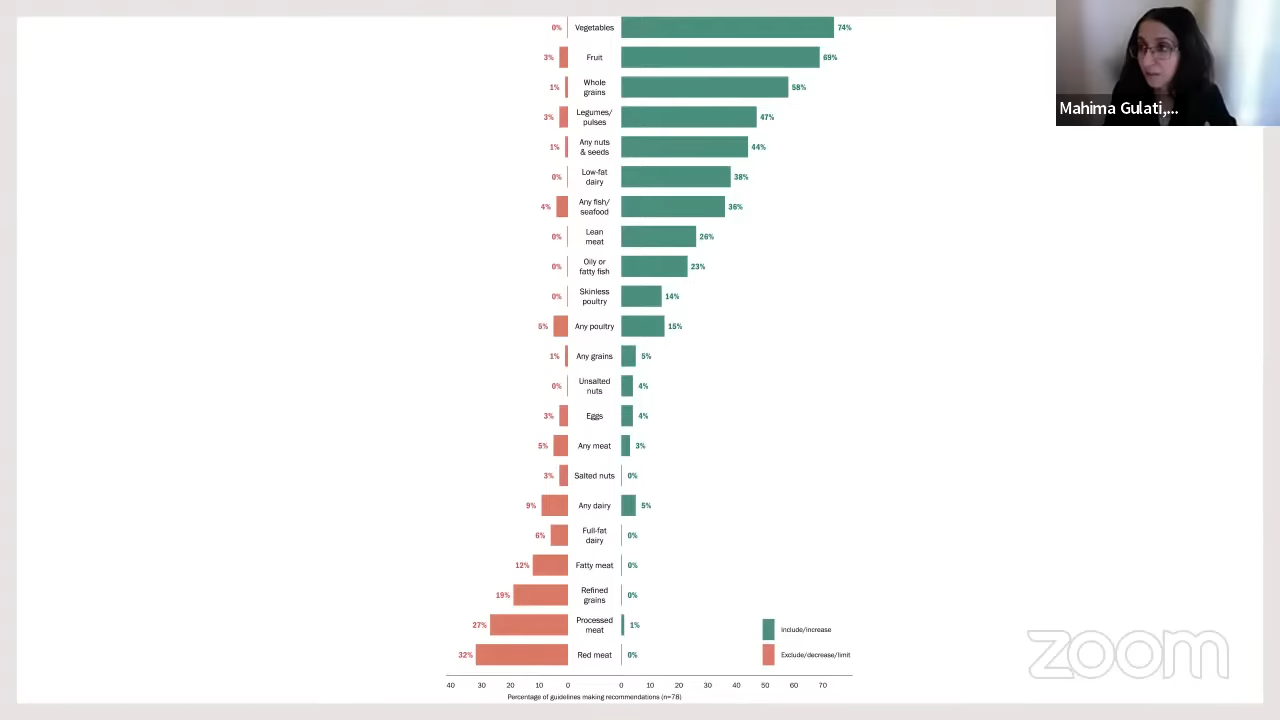 Mahima Gulati,...
0% Vegetables 74%
3% Fruit 69%
1% Whole
grains 58%
3% Legumes/
pulses 47%
1% Any nuts
& seeds 44%
0% Low-fat
dairy 38%
4% Any fish/
seafood 36%
0% Lean
meat 26%
0% Oily or
fatty fish 23%
0% Skinless
poultry 14%
5% Any poultry 15%
1% Any grains 5%
0% Unsalted
nuts 4%
3% Eggs 4%
5% Any meat 3%
3% Salted nuts 0%
9% Any dairy 5%
6% Full-fat
dairy 0%
12% Fatty meat 0%
19% Refined
grains 0%
27% Processed
meat 1%
32% Red meat 0%
Include/increase
Exclude/decrease/limit
40 30 20 10 0 0 10 20 30 40 50 60 70
Percentage of guidelines making recommendations (n=78)
zoom